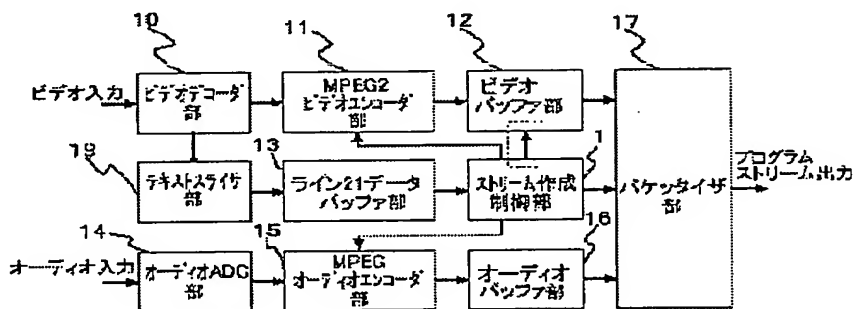 10
11
12
17
ビデオ入力
ビデオデコーダ
部
MPEG2
ビデオエンコーダ
部
ビデオ
バッファ部
19
13
1
テキストスライサ
部
ライン21データ
バッファ部
ストリーム作成
制御部
パケッタイザ
部
プログラム
ストリーム出力
14
15
16
オーディオ入力
オーディオADC
部
MPEG
オーディオエンコーダ
部
オーディオ
バッファ部